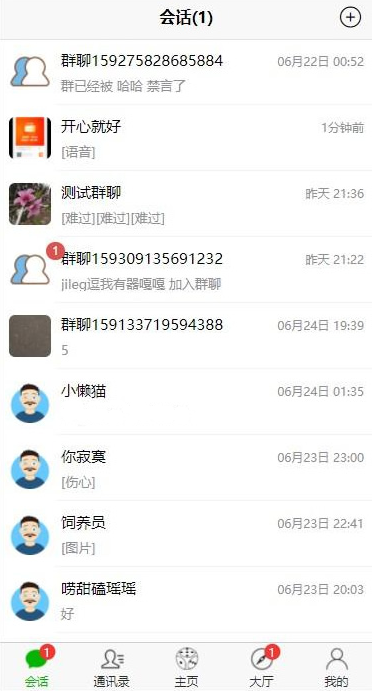 会话(1)
群聊159275828685884
06月22日 00:52
群已经被 哈哈 禁言了
开心就好
1分钟前
[语音]
测试群聊
昨天 21:36
[难过][难过][难过]
1
群聊159309135691232
昨天 21:22
jileg逗我有器嘎嘎 加入群聊
群聊159133719594388
06月24日 19:39
5
小懒猫
06月24日 01:35
你寂寞
06月23日 23:00
[伤心]
饲养员
06月23日 22:41
[图片]
唠甜磕瑶瑶
06月23日 20:03
好
1
1
会话
通讯录
主页
大厅
我的